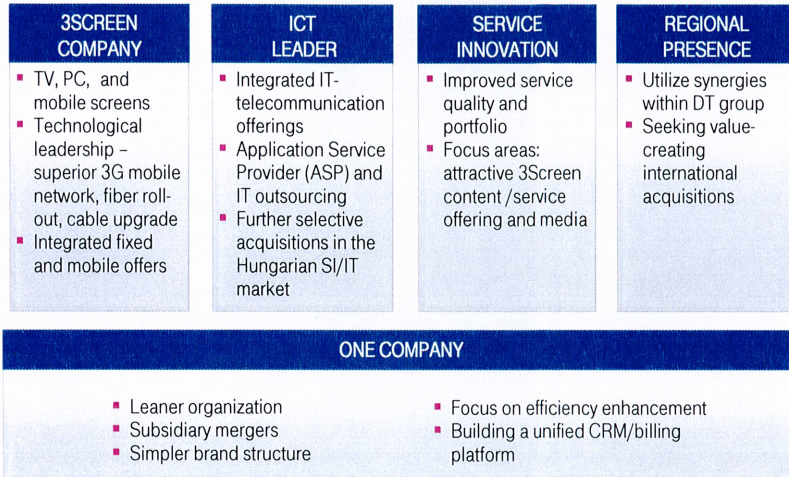 3SCREEN
COMPANY
▪ TV, PC, and
mobile screens
▪ Technological
leadership –
superior 3G mobile
network, fiber roll-
out, cable upgrade
▪ Integrated fixed
and mobile offers
ICT
LEADER
▪ Integrated IT-
telecommunication
offerings
▪ Application Service
Provider (ASP) and
IT outsourcing
▪ Further selective
acquisitions in the
Hungarian SI/IT
market
SERVICE
INNOVATION
▪ Improved service
quality and
portfolio
▪ Focus areas:
attractive 3Screen
content /service
offering and media
REGIONAL
PRESENCE
▪ Utilize synergies
within DT group
▪ Seeking value-
creating
international
acquisitions
ONE COMPANY
▪ Leaner organization
▪ Subsidiary mergers
▪ Simpler brand structure
▪ Focus on efficiency enhancement
▪ Building a unified CRM/billing
platform